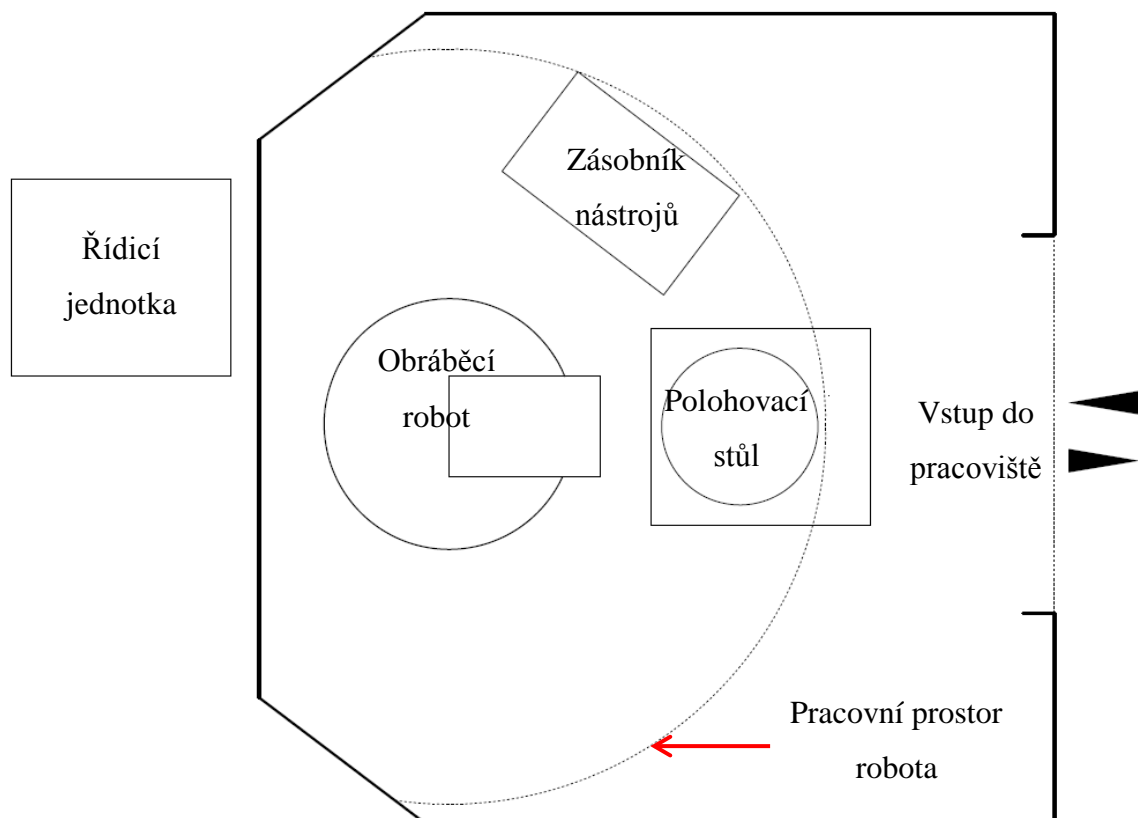 Zásobník
nástrojů
Řídicí
jednotka
Obráběcí
robot
Polohovací
stůl
Vstup do
pracoviště
Pracovní prostor
robota